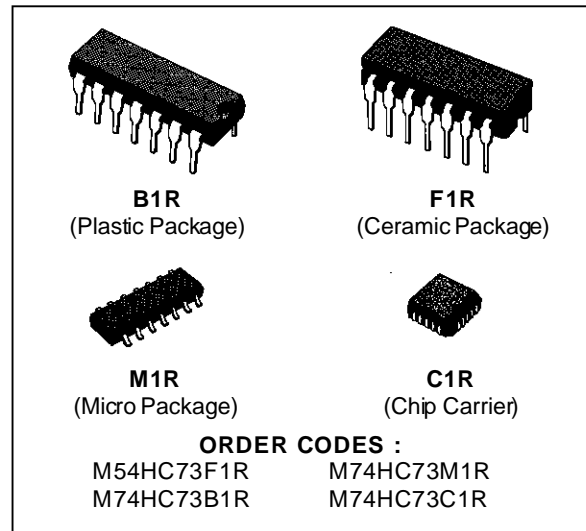 B1R
(Plastic Package)
F1R
(Ceramic Package)
M1R
(Micro Package)
C1R
(Chip Carrier)
ORDER CODES :
M54HC73F1R M74HC73M1R
M74HC73B1R M74HC73C1R